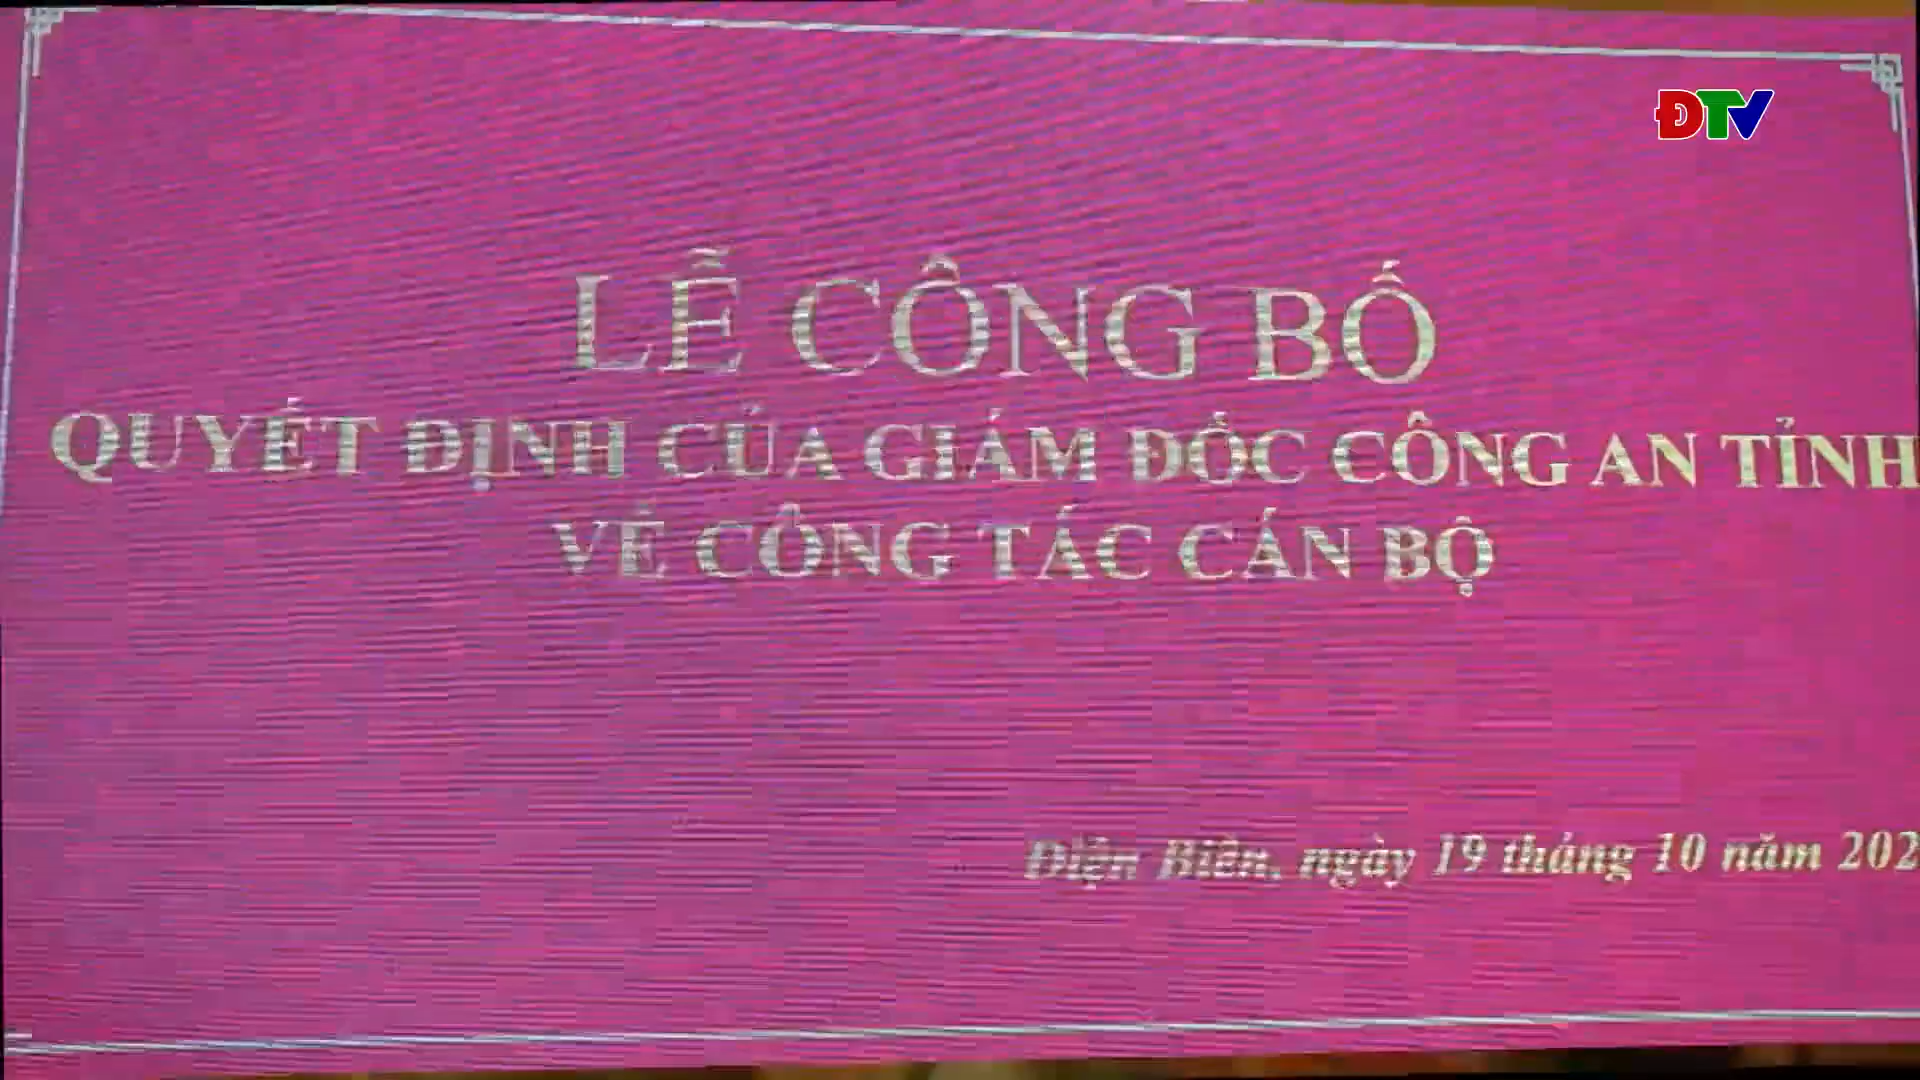 ĐTV
LỄ CÔNG BỐ
QUYẾT ĐỊNH CỦA GIÁM ĐỐC CÔNG AN TỈNH
VỀ CÔNG TÁC CÁN BỘ
Điện Biên, ngày 19 tháng 10 năm 202